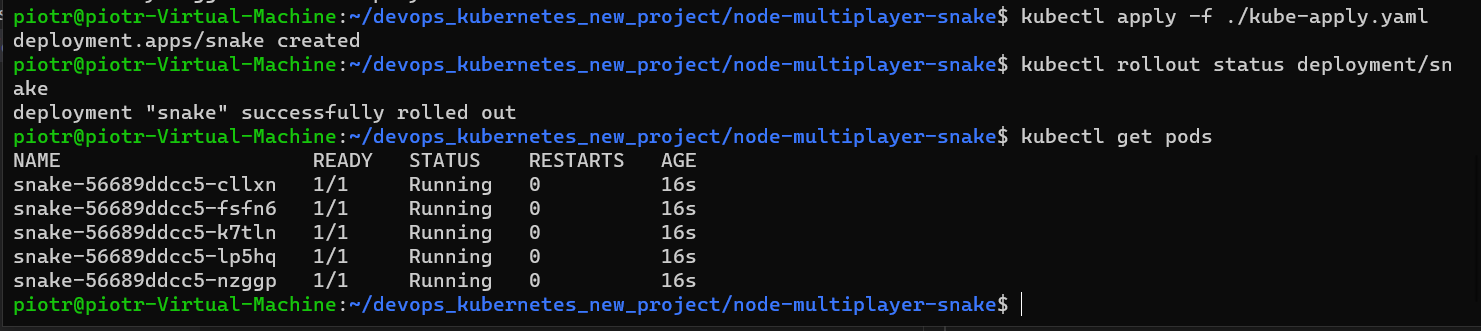 piotr@piotr-Virtual-Machine:~/devops_kubernetes_new_project/node-multiplayer-snake$ kubectl apply -f ./kube-apply.yaml
deployment.apps/snake created
piotr@piotr-Virtual-Machine:~/devops_kubernetes_new_project/node-multiplayer-snake$ kubectl rollout status deployment/sn
ake
deployment "snake" successfully rolled out
piotr@piotr-Virtual-Machine:~/devops_kubernetes_new_project/node-multiplayer-snake$ kubectl get pods
NAME                     READY   STATUS    RESTARTS   AGE
snake-56689ddcc5-cllxn   1/1     Running   0          16s
snake-56689ddcc5-fsfn6   1/1     Running   0          16s
snake-56689ddcc5-k7tln   1/1     Running   0          16s
snake-56689ddcc5-lp5hq   1/1     Running   0          16s
snake-56689ddcc5-nzggp   1/1     Running   0          16s
piotr@piotr-Virtual-Machine:~/devops_kubernetes_new_project/node-multiplayer-snake$